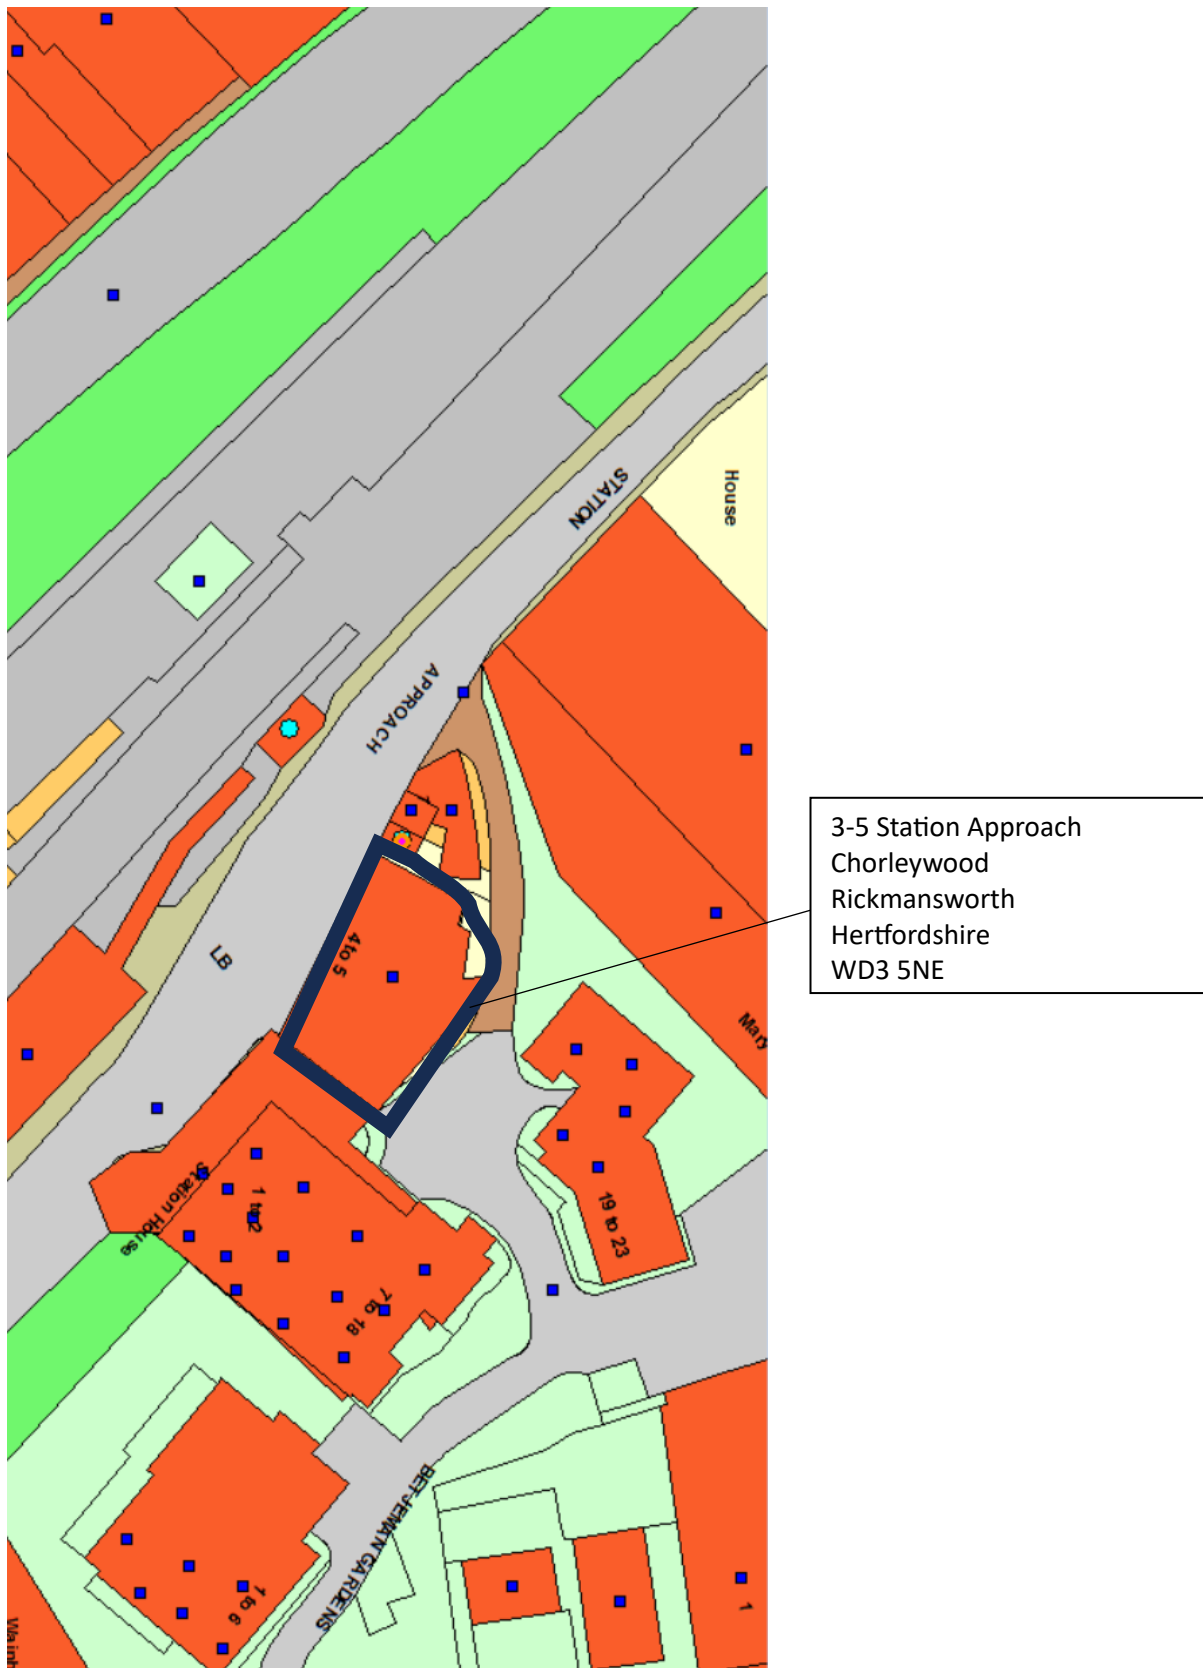 House
STATION
APPROACH
1
3-5 Station Approach
Chorleywood
Rickmansworth
Hertfordshire
WD3 5NE
4 to 5
LB
Mary
Station House
1 to 2
19 to 23
7 to 18
BETJEMAN GARDENS
1 to 6
1